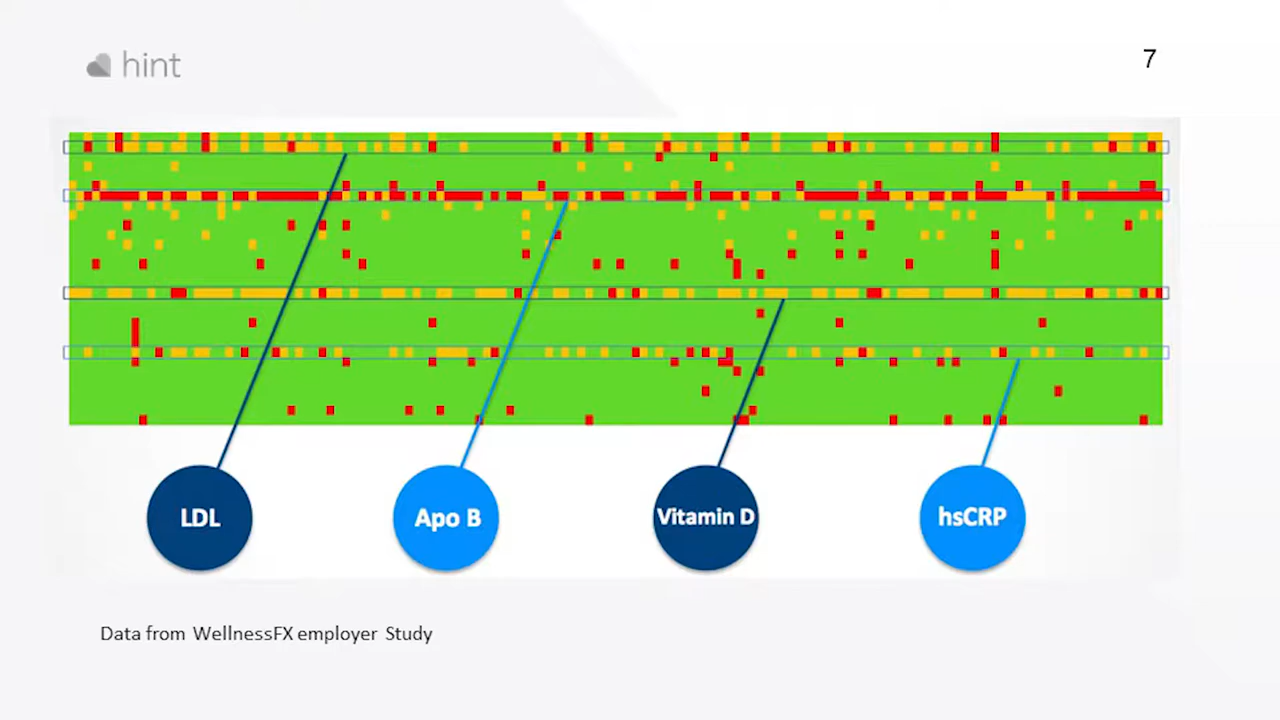 hint
7
LDL
Apo B
Vitamin D
hsCRP
Data from WellnessFX employer Study